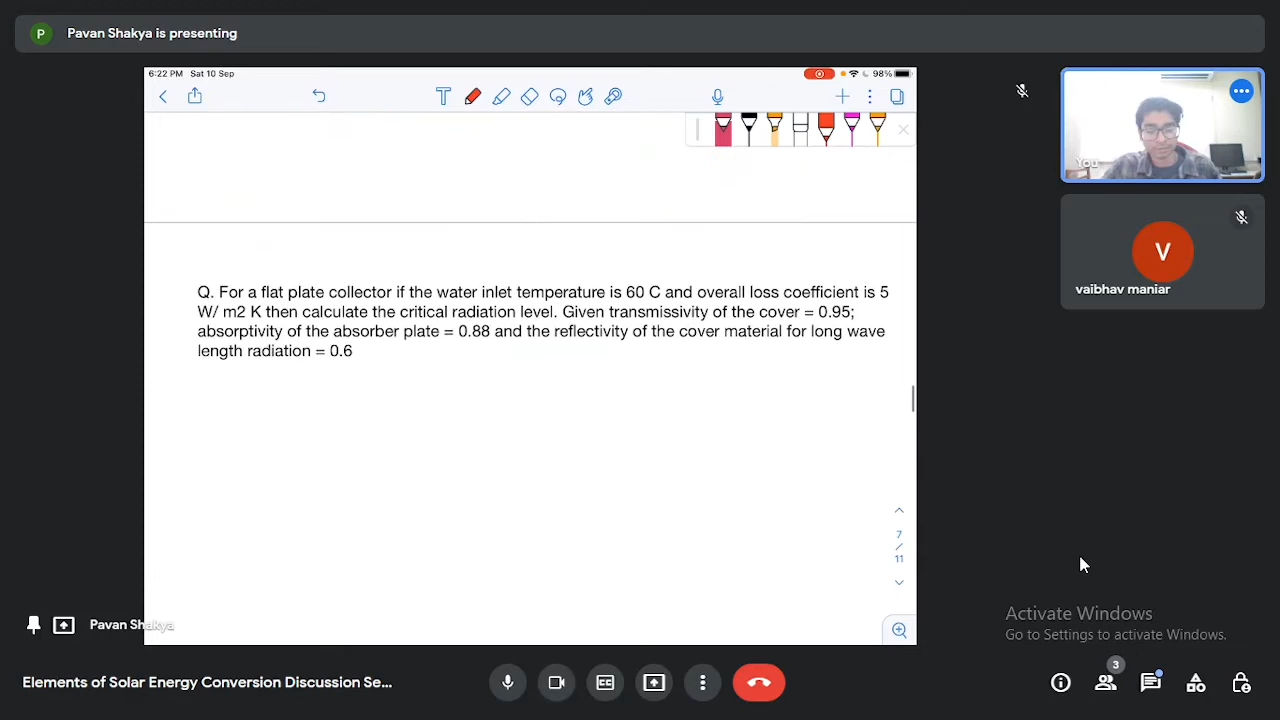 P Pavan Shakya is presenting
6:22 PM Sat 10 Sep
98%
T
You
V
vaibhav maniar
Q. For a flat plate collector if the water inlet temperature is 60 C and overall loss coefficient is 5
W/ m2 K then calculate the critical radiation level. Given transmissivity of the cover = 0.95;
absorptivity of the absorber plate = 0.88 and the reflectivity of the cover material for long wave
length radiation = 0.6
7
/
11
Activate Windows
Go to Settings to activate Windows.
Pavan Shakya
Elements of Solar Energy Conversion Discussion Se...
CC
3